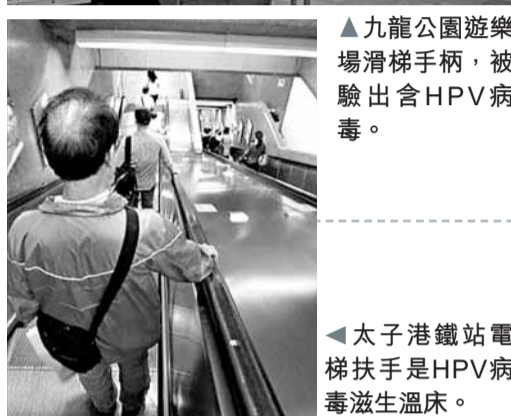 ▲九龍公園遊樂
場滑梯手柄，被
驗出含HPV病
毒。
◀太子港鐵站電
梯扶手是HPV病
毒滋生溫床。